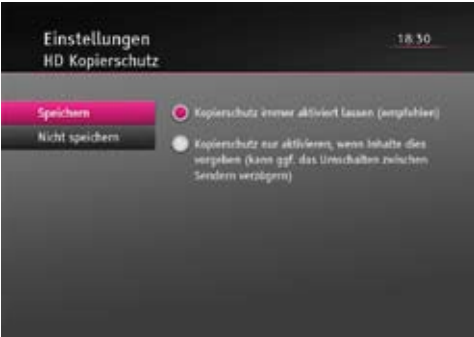 Einstellungen
18:30
HD Kopierschutz
Speichern
Nicht speichern
Kopierschutz immer aktiviert lassen (empfohlen)
Kopierschutz nur aktivieren, wenn Inhalte dies
vorgeben (kann ggf. das Umschalten zwischen
Sendern verzögern)